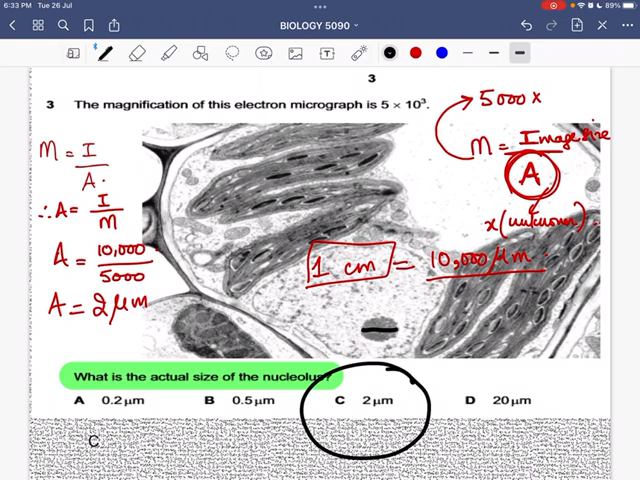 6:33 PM Tue 26 Jul
89%
BIOLOGY 5090
3
3 The magnification of this electron micrograph is 5 × 10³.
5000 x
M = Image size
A
x (unknown)
M = I
A.
∴A= I
M
A = 10,000
5000
A = 2 μm
1 cm = 10,000 μm
What is the actual size of the nucleolus?
A 0.2 μm B 0.5 μm C 2 μm D 20 μm
C